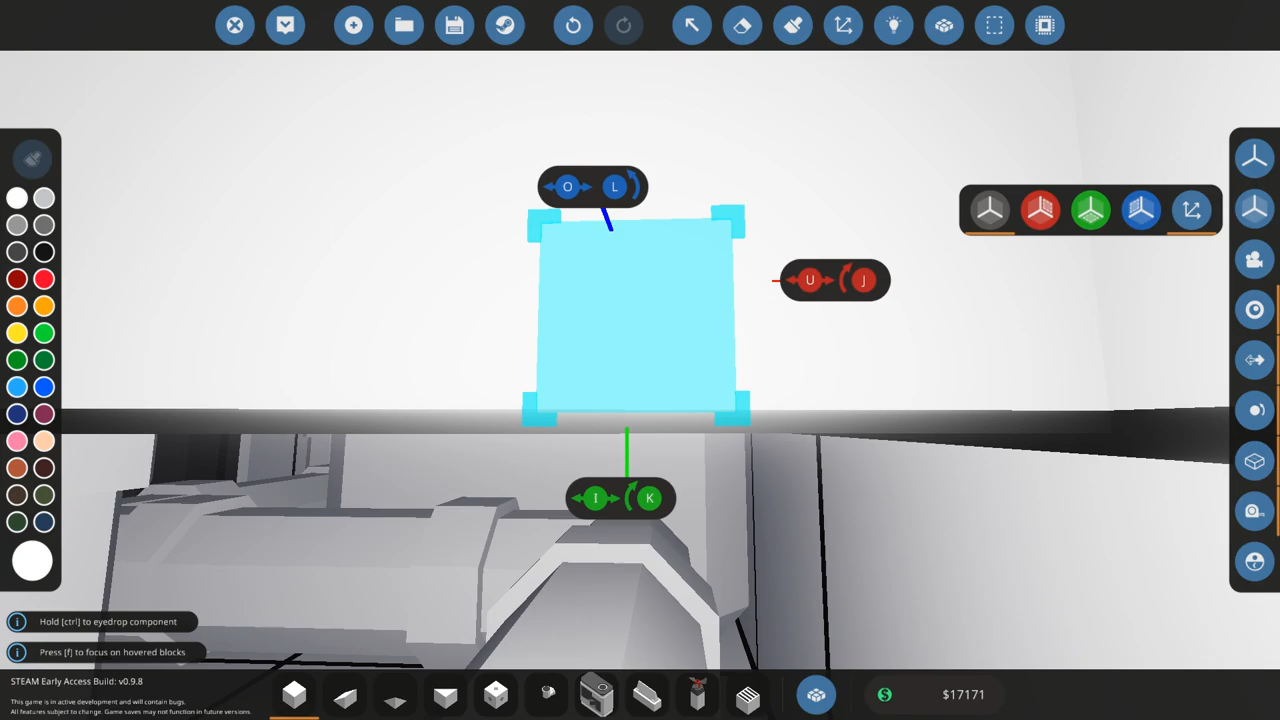 O L
U J
I K
Hold [ctrl] to eyedrop component
Press [f] to focus on hovered blocks
STEAM Early Access Build: v0.9.8
This game is in active development and will contain bugs.
All features subject to change. Game saves may not function in future versions.
$ $17171